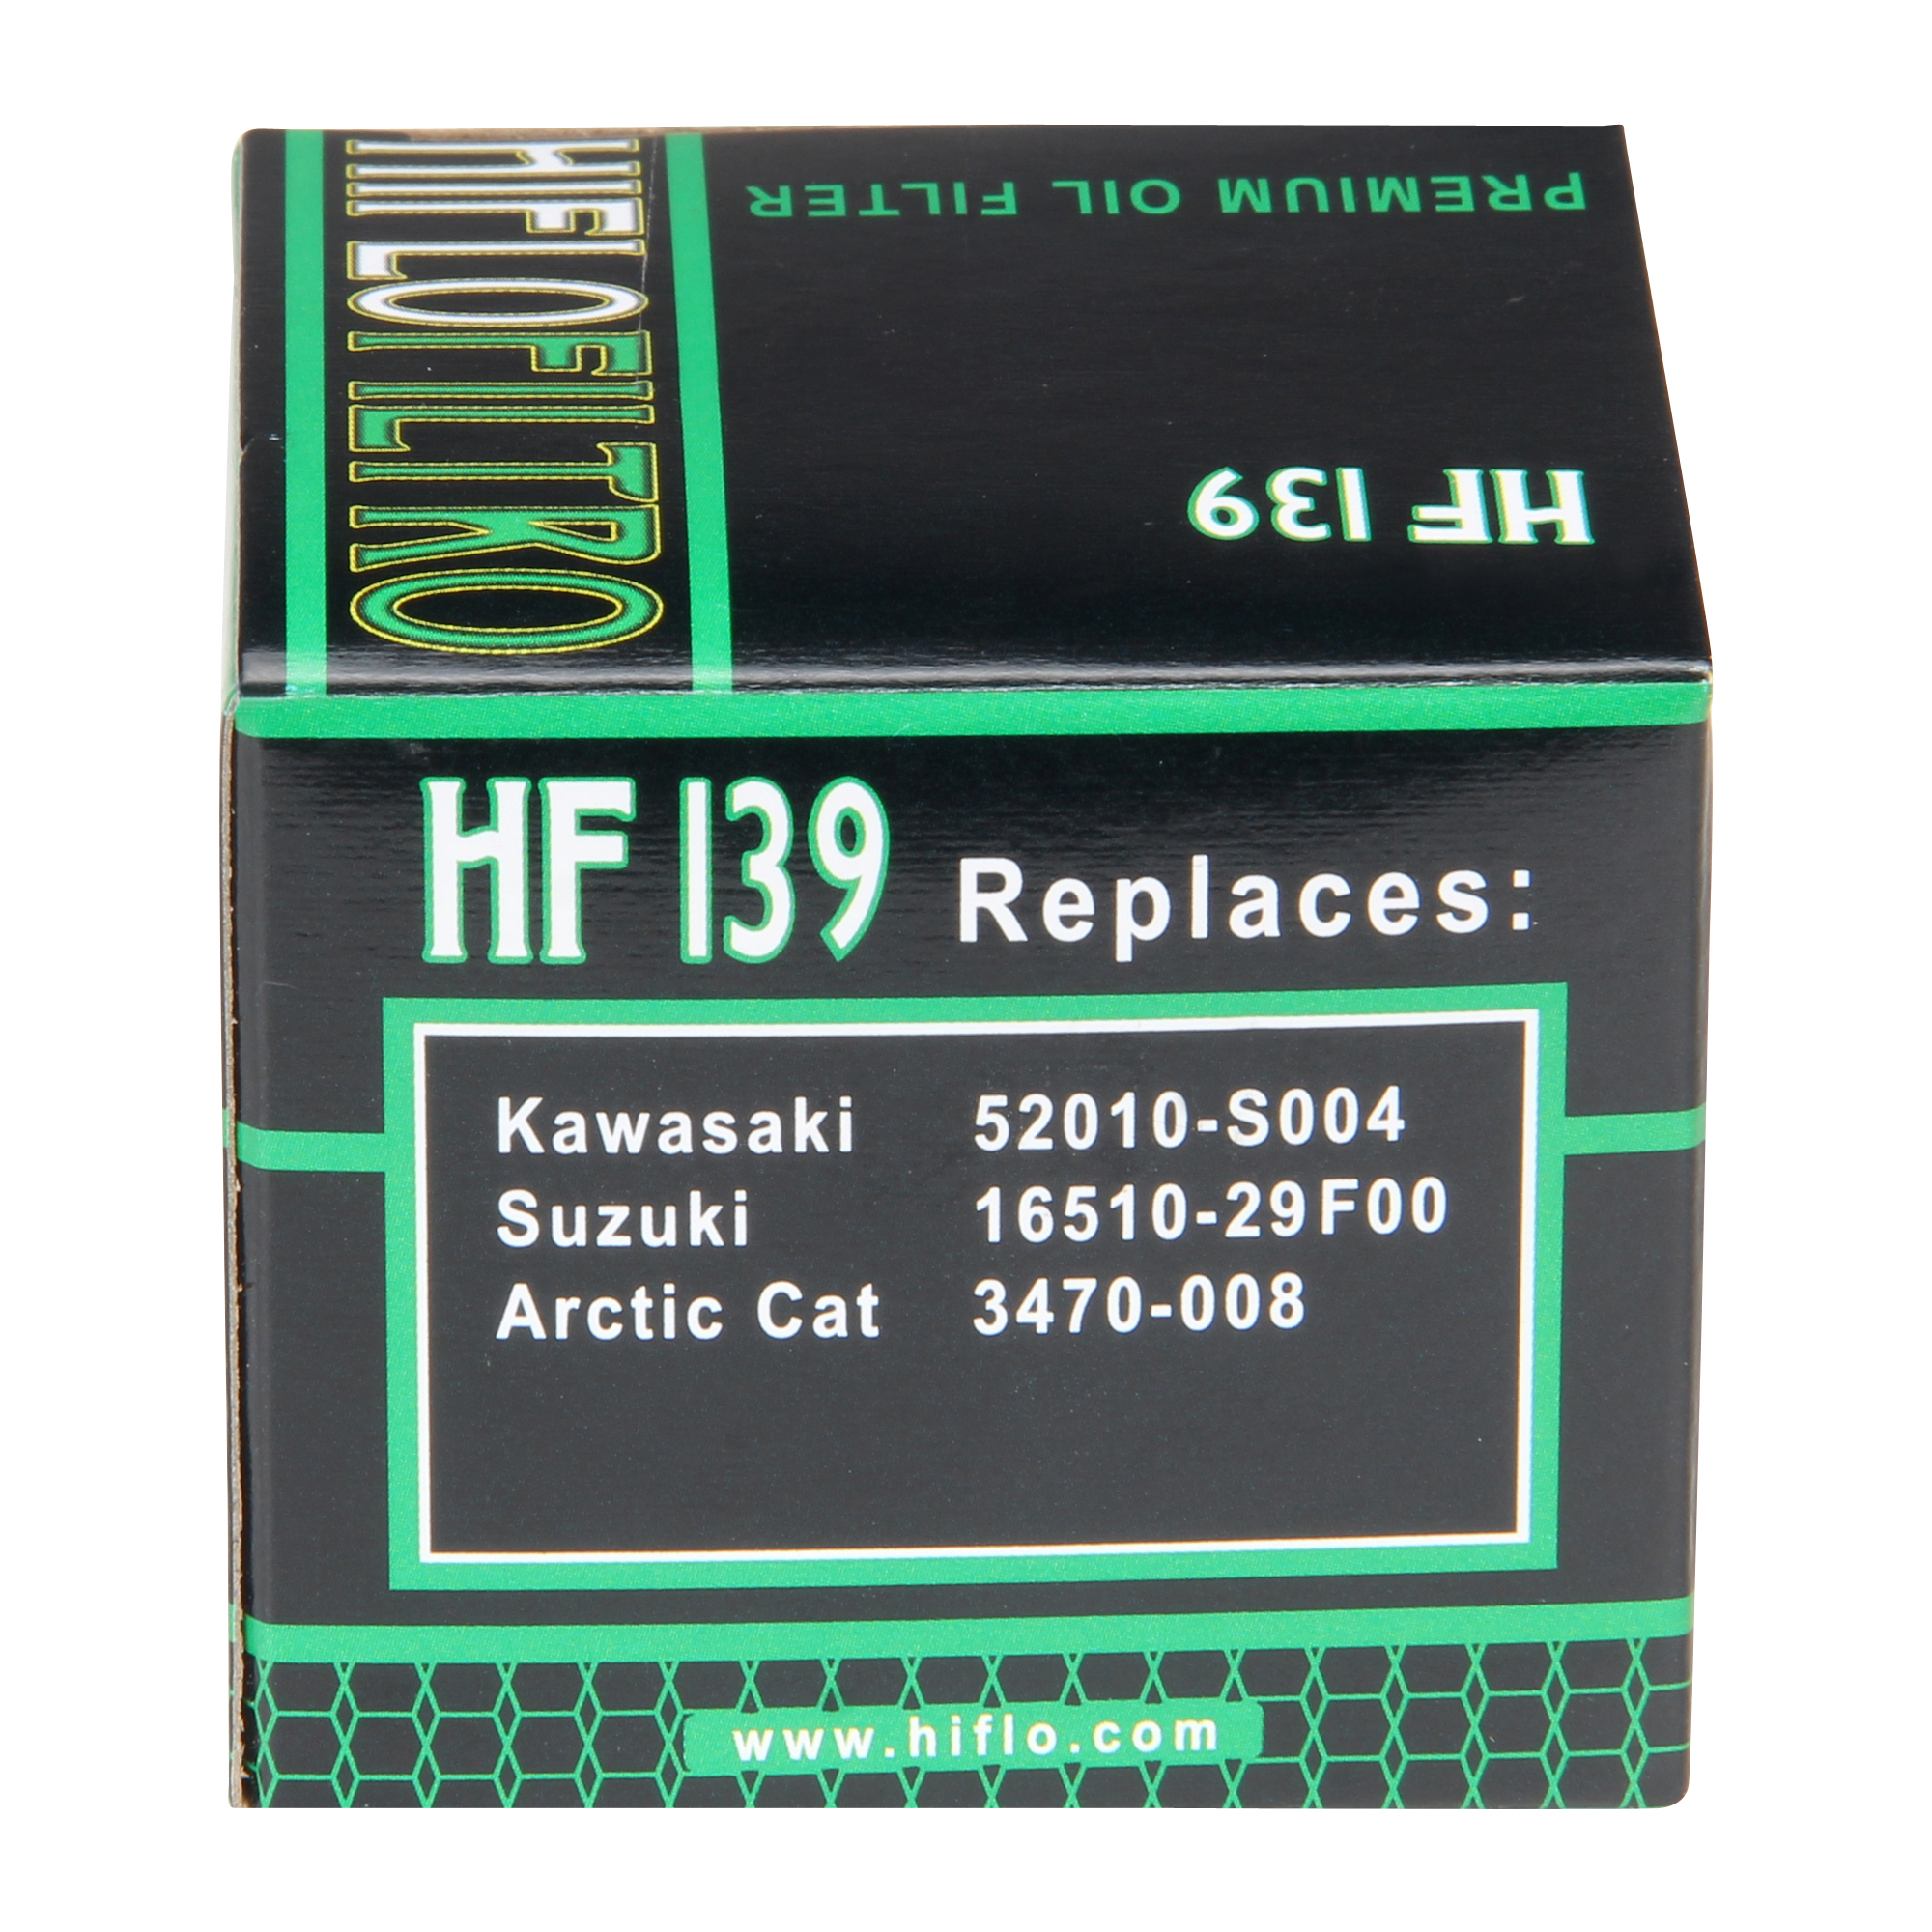 HIFLOFILTRO
PREMIUM OIL FILTER
HF 139
HF 139 Replaces:
Kawasaki 52010-S004
Suzuki 16510-29F00
Arctic Cat 3470-008
www.hiflo.com